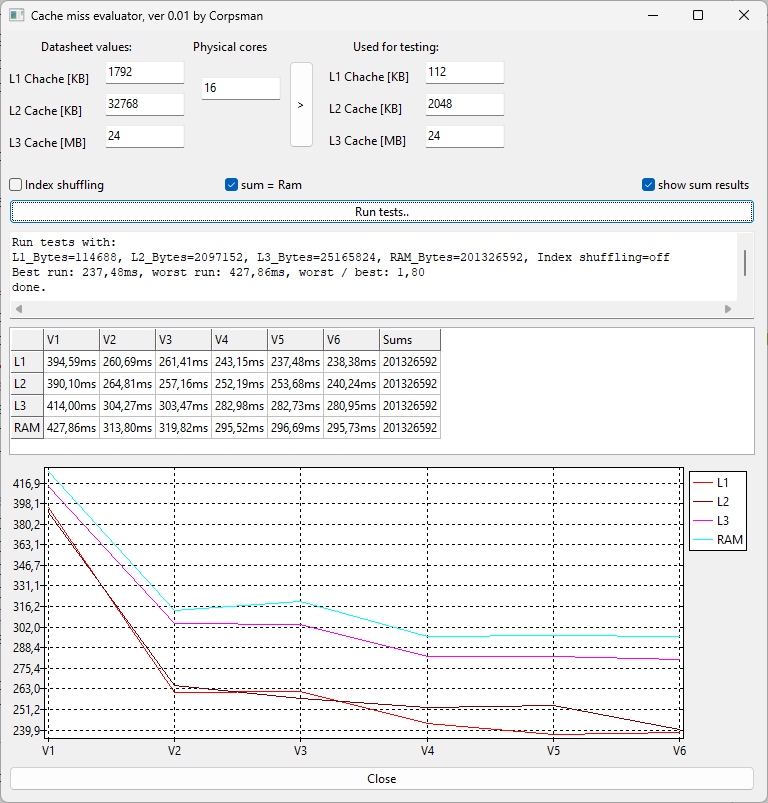 Cache miss evaluator, ver 0.01 by Corpsman
Datasheet values: Physical cores Used for testing:
L1 Chache [KB] 1792 16 > L1 Chache [KB] 112
L2 Cache [KB] 32768 L2 Cache [KB] 2048
L3 Cache [MB] 24 L3 Cache [MB] 24
Index shuffling sum = Ram show sum results
Run tests..
Run tests with:
L1_Bytes=114688, L2_Bytes=2097152, L3_Bytes=25165824, RAM_Bytes=201326592, Index shuffling=off
Best run: 237,48ms, worst run: 427,86ms, worst / best: 1,80
done.
V1 V2 V3 V4 V5 V6 Sums
L1 394,59ms 260,69ms 261,41ms 243,15ms 237,48ms 238,38ms 201326592
L2 390,10ms 264,81ms 257,16ms 252,19ms 253,68ms 240,24ms 201326592
L3 414,00ms 304,27ms 303,47ms 282,98ms 282,73ms 280,95ms 201326592
RAM 427,86ms 313,80ms 319,82ms 295,52ms 296,69ms 295,73ms 201326592
416,9
398,1
380,2
363,1
346,7
331,1
316,2
302,0
288,4
275,4
263,0
251,2
239,9
V1 V2 V3 V4 V5 V6
L1
L2
L3
RAM
Close